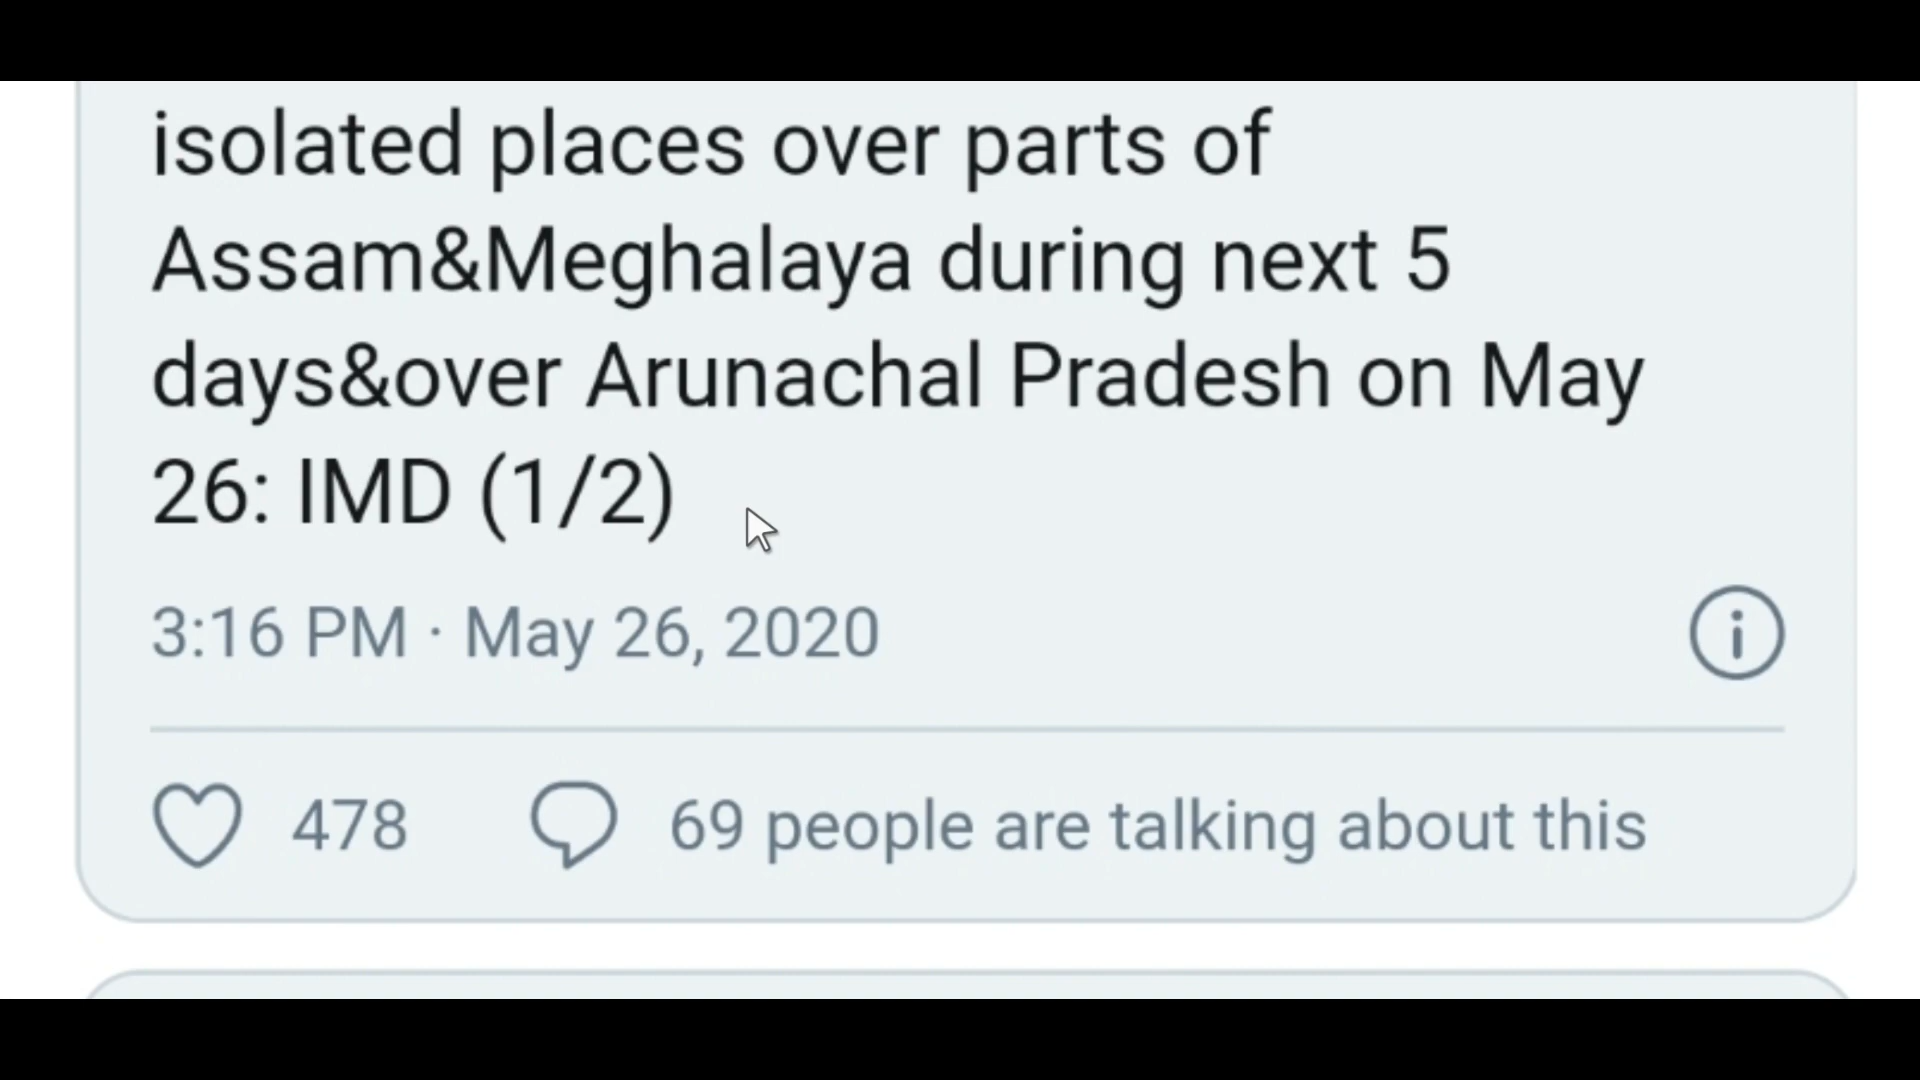 isolated places over parts of
Assam&Meghalaya during next 5
days&over Arunachal Pradesh on May
26: IMD (1/2)
3:16 PM · May 26, 2020
478
69 people are talking about this